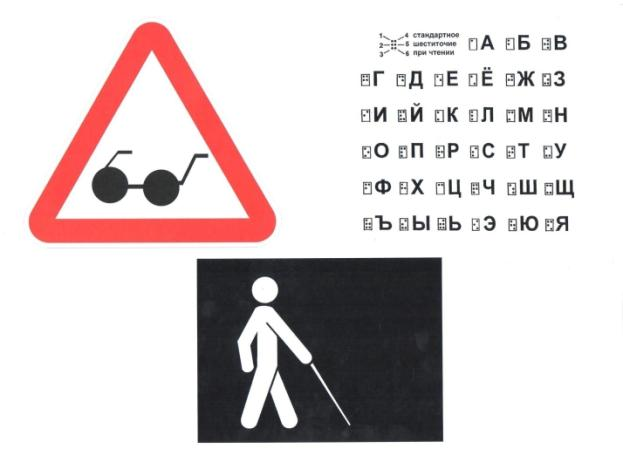 1 4 стандартное
2 5 шеститочие
3 6 при чтении
А Б В
Г Д Е Ё Ж З
И Й К Л М Н
О П Р С Т У
Ф Х Ц Ч Ш Щ
Ъ Ы Ь Э Ю Я